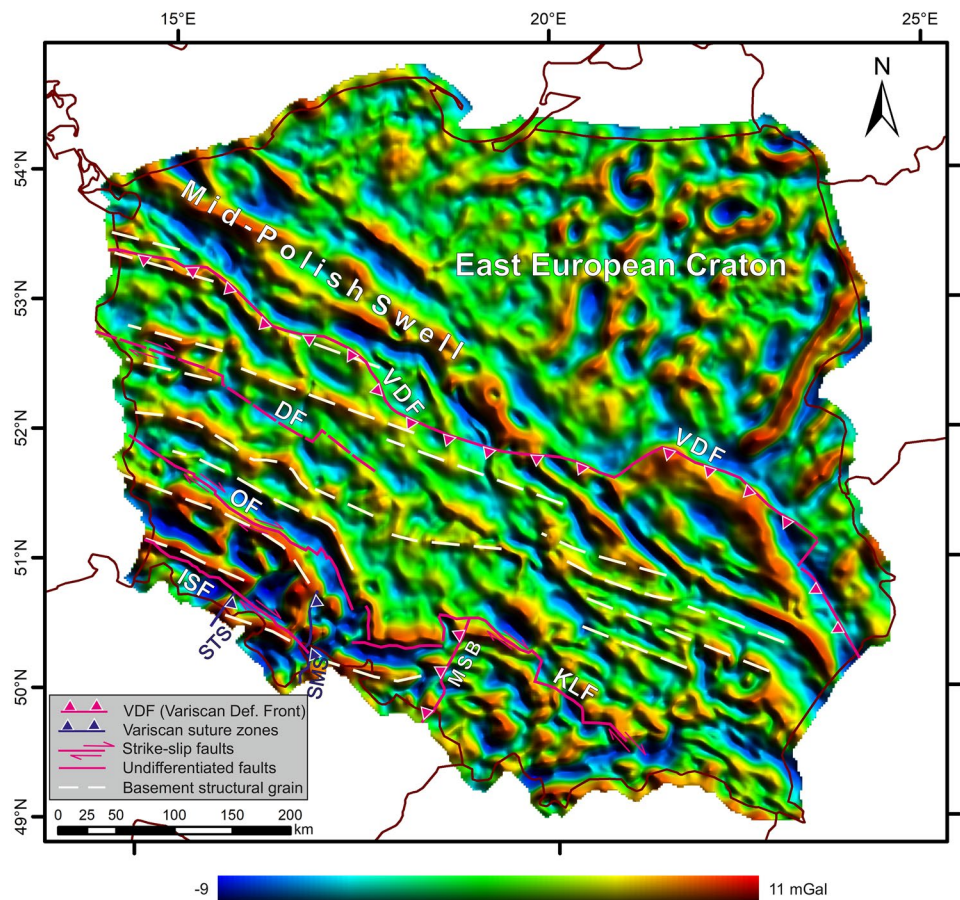 15°E
20°E
25°E
N
54°N
53°N
52°N
51°N
50°N
49°N
Mid-Polish Swell
East European Craton
VDF
VDF
DF
OF
ISF
STS
SMS
MSB
KLF
VDF (Variscan Def. Front)
Variscan suture zones
Strike-slip faults
Undifferentiated faults
Basement structural grain
0 25 50 100 150 200
km
-9
11 mGal